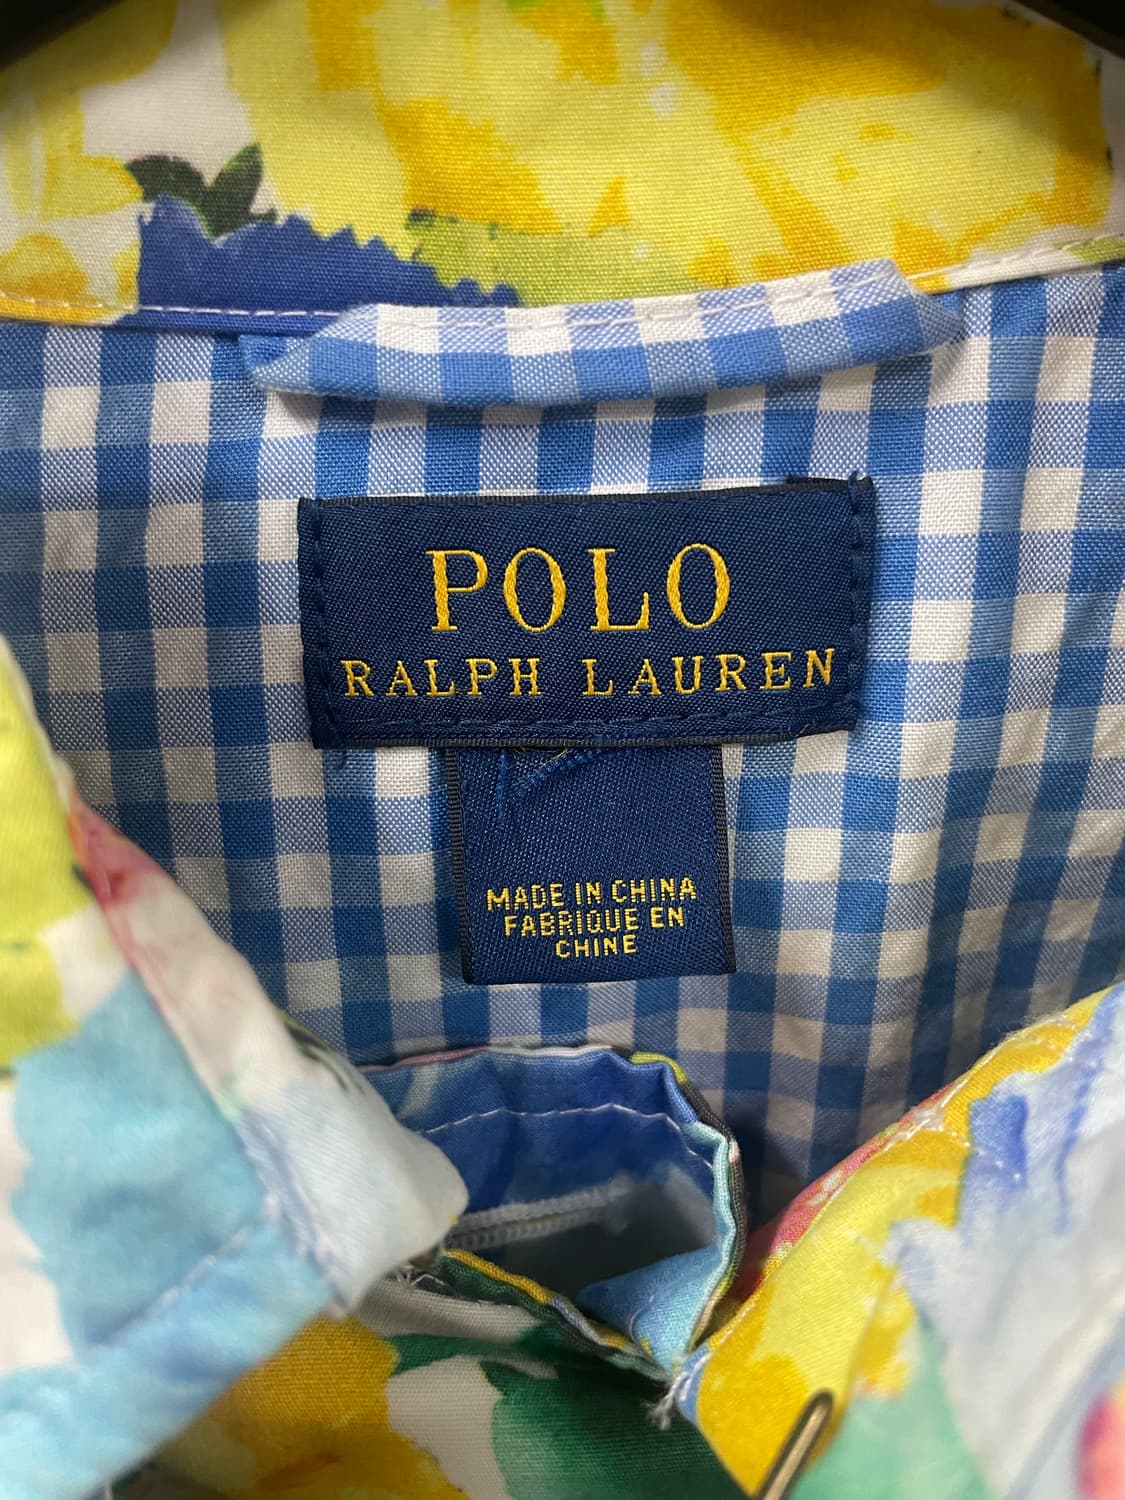 POLO
RALPH LAUREN
MADE IN CHINA
FABRIQUE EN
CHINE